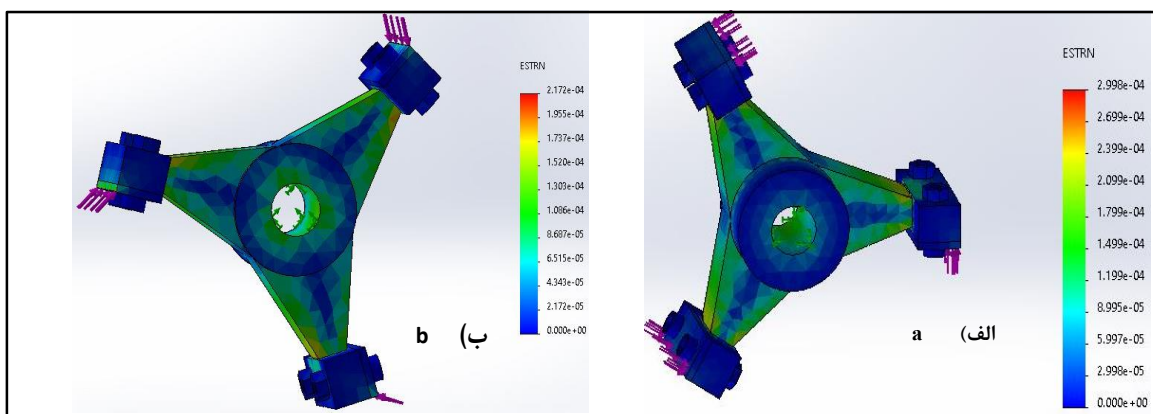 ESTRN
2.172e-04
1.955e-04
1.737e-04
1.520e-04
1.303e-04
1.086e-04
8.687e-05
6.515e-05
4.343e-05
2.172e-05
0.000e+00
b ب)
ESTRN
2.998e-04
2.699e-04
2.399e-04
2.099e-04
1.799e-04
1.499e-04
1.199e-04
8.995e-05
5.997e-05
2.998e-05
0.000e+00
a الف)